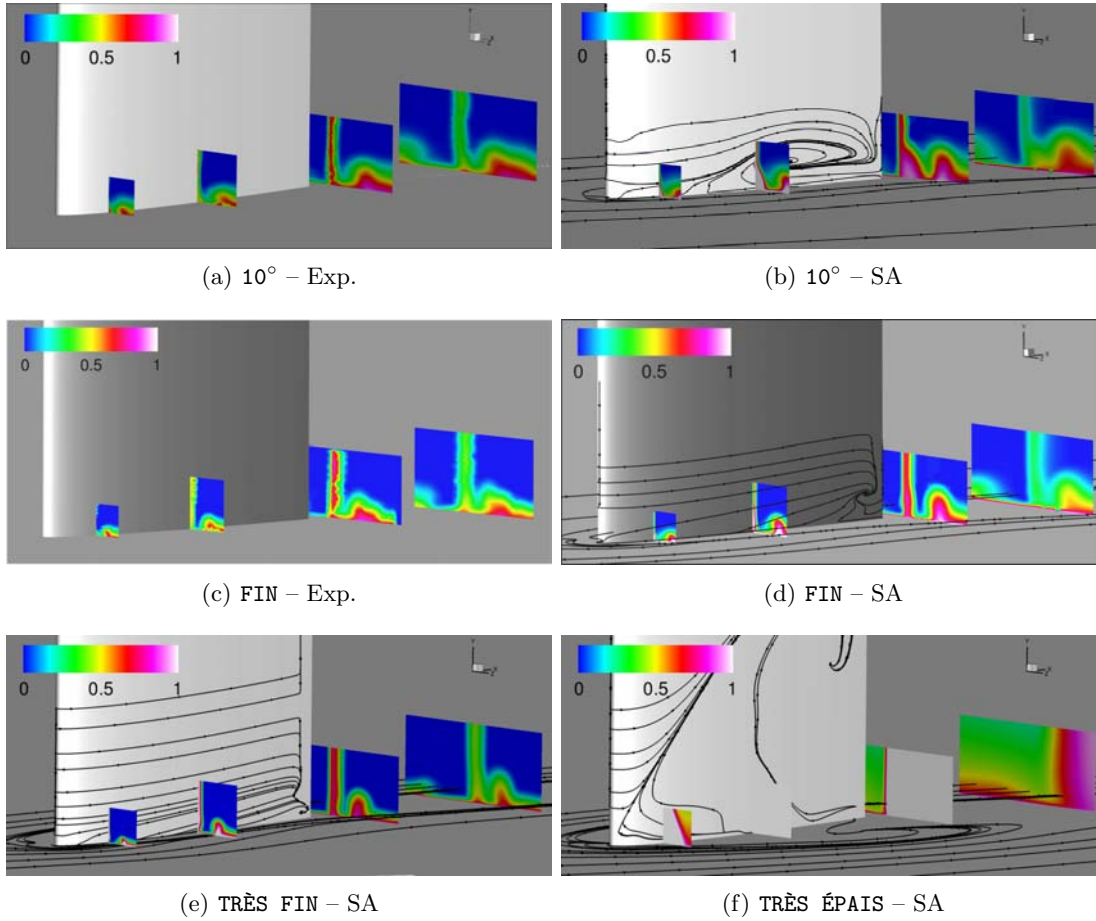 0 0.5 1
0 0.5 1
(a) 10° – Exp.
(b) 10° – SA
0 0.5 1
0 0.5 1
(c) FIN – Exp.
(d) FIN – SA
0 0.5 1
0 0.5 1
(e) TRÈS FIN – SA
(f) TRÈS ÉPAIS – SA